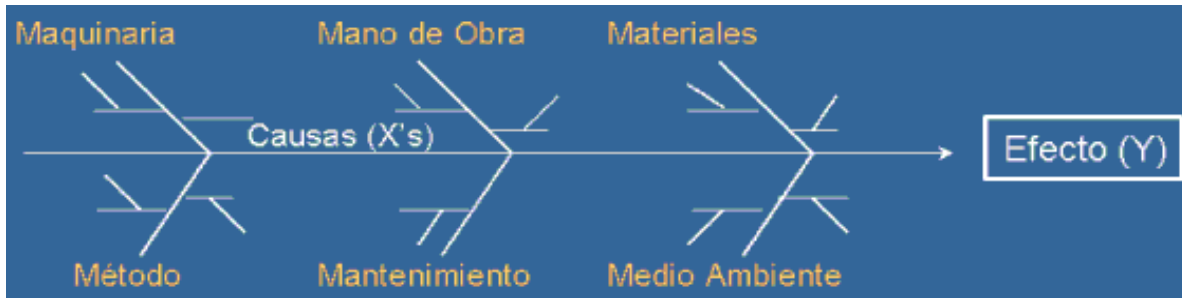 Maquinaria
Mano de Obra
Materiales
Causas (X's)
Efecto (Y)
Método
Mantenimiento
Medio Ambiente